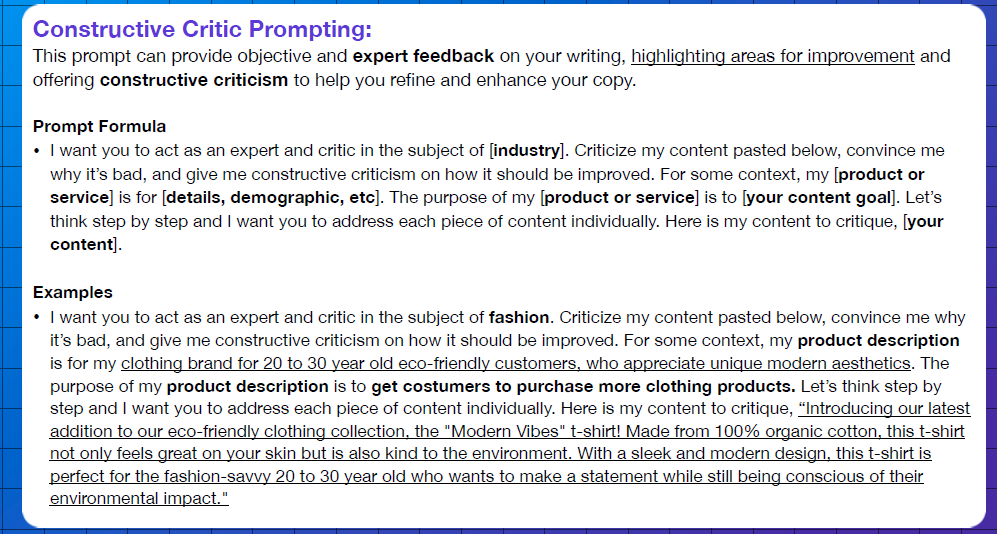 Constructive Critic Prompting:
This prompt can provide objective and expert feedback on your writing, highlighting areas for improvement and
offering constructive criticism to help you refine and enhance your copy.
Prompt Formula
• I want you to act as an expert and critic in the subject of [industry]. Criticize my content pasted below, convince me
why it’s bad, and give me constructive criticism on how it should be improved. For some context, my [product or
service] is for [details, demographic, etc]. The purpose of my [product or service] is to [your content goal]. Let’s
think step by step and I want you to address each piece of content individually. Here is my content to critique, [your
content].
Examples
• I want you to act as an expert and critic in the subject of fashion. Criticize my content pasted below, convince me why
it’s bad, and give me constructive criticism on how it should be improved. For some context, my product description
is for my clothing brand for 20 to 30 year old eco-friendly customers, who appreciate unique modern aesthetics. The
purpose of my product description is to get costumers to purchase more clothing products. Let’s think step by
step and I want you to address each piece of content individually. Here is my content to critique, “Introducing our latest
addition to our eco-friendly clothing collection, the "Modern Vibes" t-shirt! Made from 100% organic cotton, this t-shirt
not only feels great on your skin but is also kind to the environment. With a sleek and modern design, this t-shirt is
perfect for the fashion-savvy 20 to 30 year old who wants to make a statement while still being conscious of their
environmental impact."